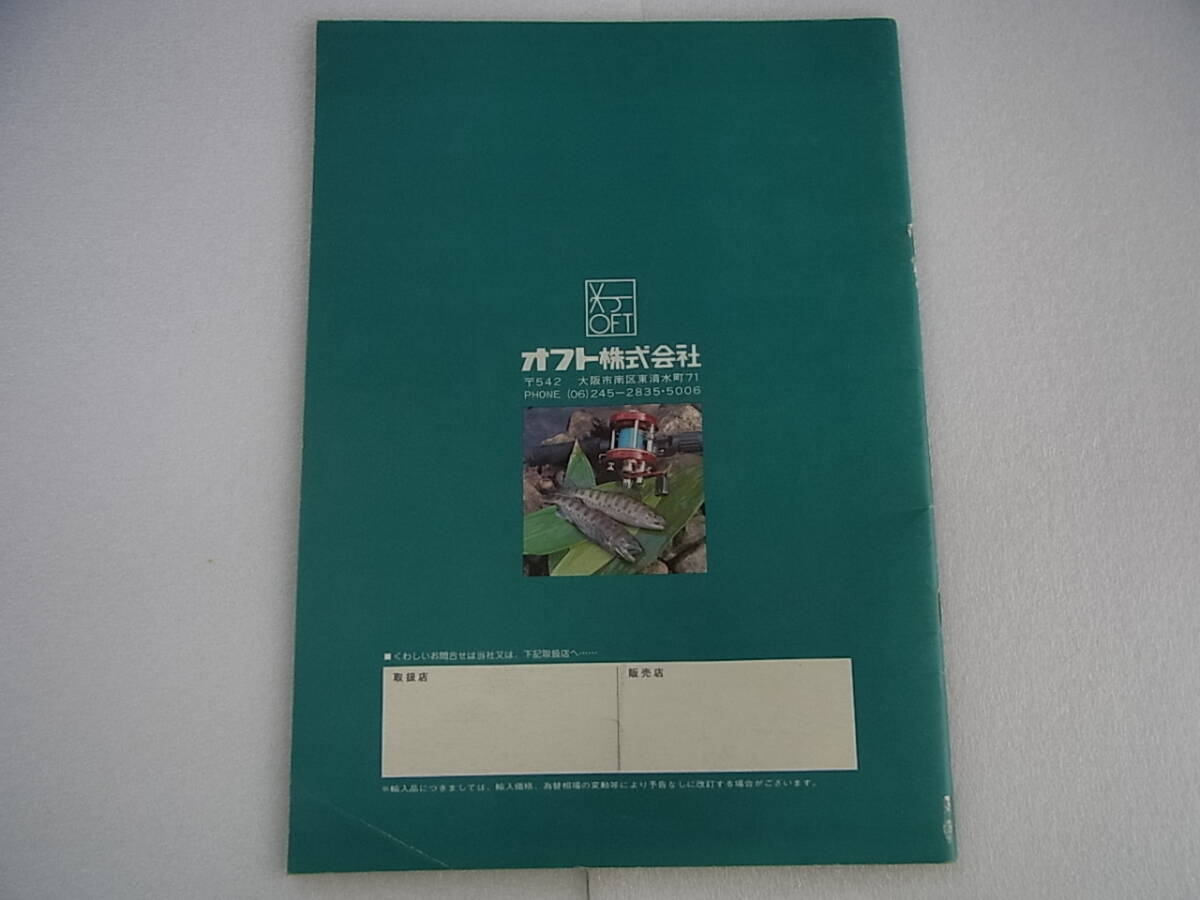 OFT
オフト株式会社
〒542 大阪市南区東清水町71
PHONE (06)245-2835・5006
■くわしいお問合せは当社又は、下記取扱店へ……
取扱店
販売店
※輸入品につきましては、輸入価格、為替相場の変動等により予告なしに改訂する場合がございます。